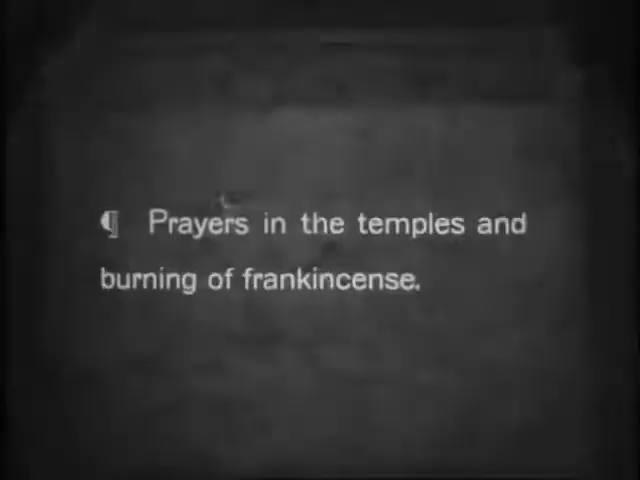 ¶ Prayers in the temples and
burning of frankincense.